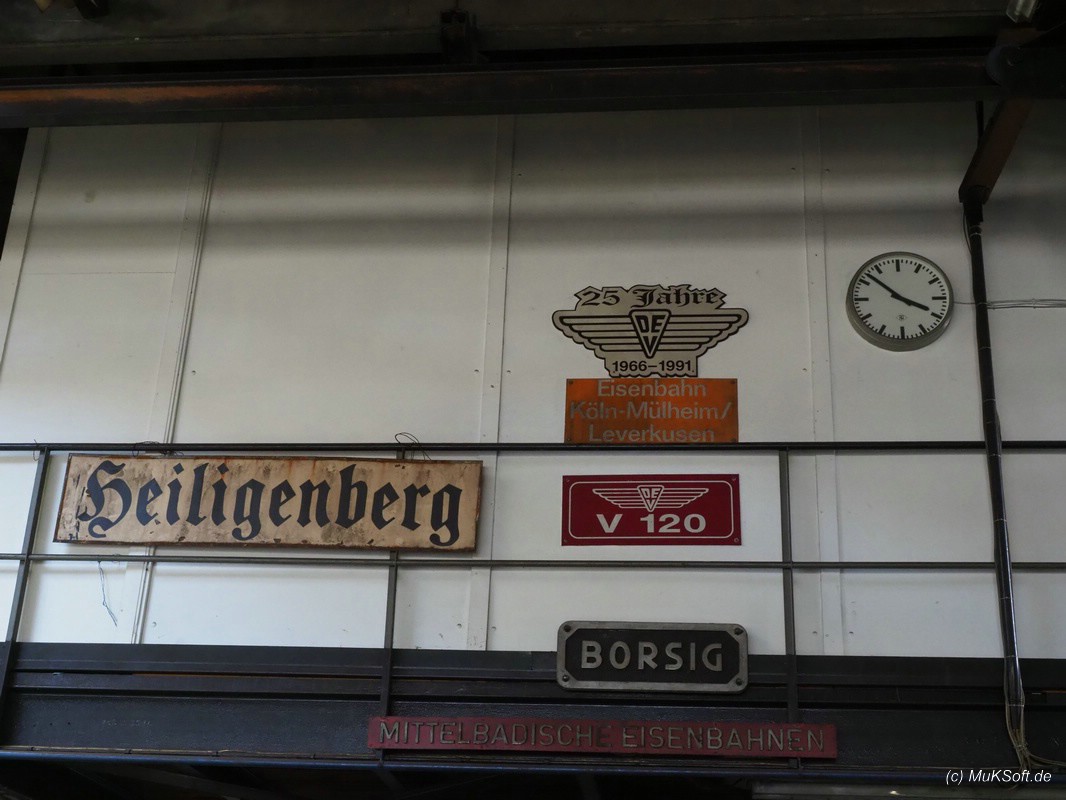 25 Jahre
DEV
1966–1991
Eisenbahn
Köln-Mülheim/
Leverkusen
Heiligenberg
DEV
V 120
BORSIG
MITTELBADISCHE EISENBAHNEN
(c) MuKSoft.de